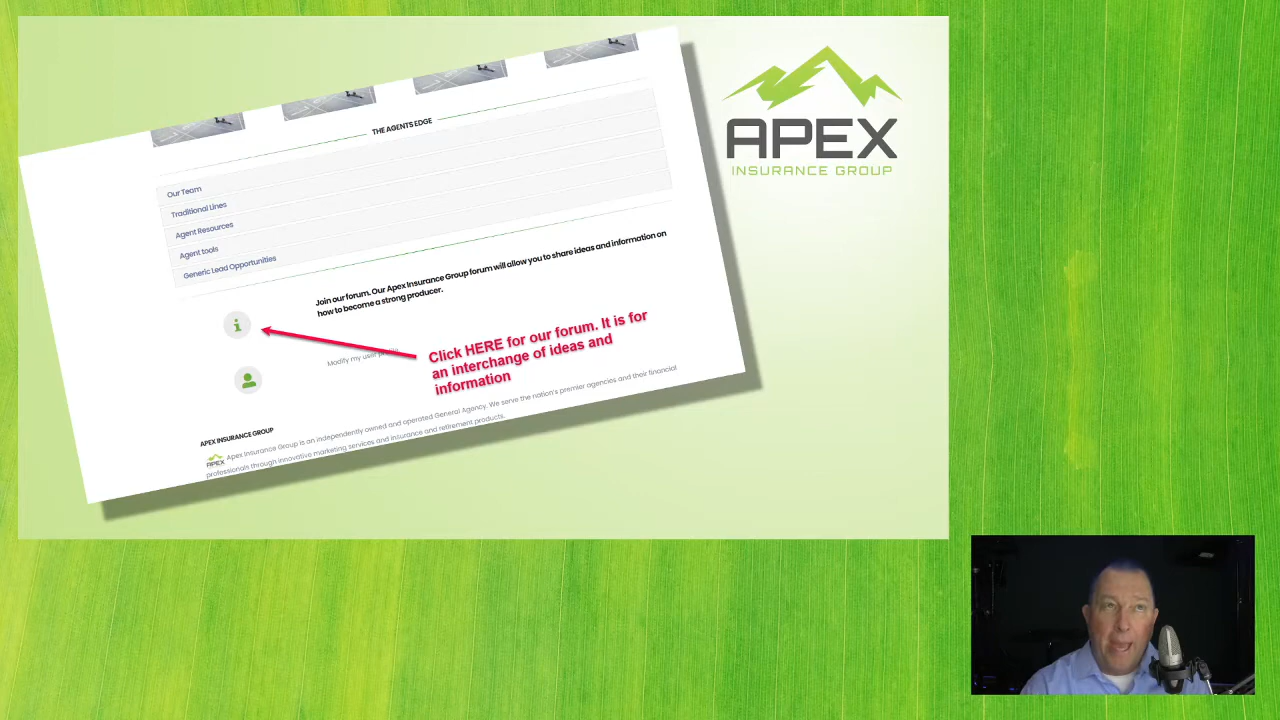 THE AGENTS EDGE
Our Team
Traditional Lines
Agent Resources
Agent tools
Generic Lead Opportunities
Join our forum. Our Apex Insurance Group forum will allow you to share ideas and information on
how to become a strong producer.
Modify my user profile
Click HERE for our forum. It is for
an interchange of ideas and
information
APEX INSURANCE GROUP
APEX
Apex Insurance Group is an independently owned and operated General Agency. We serve the nation's premier agencies and their financial
professionals through innovative marketing services and insurance and retirement products.
APEX
INSURANCE GROUP